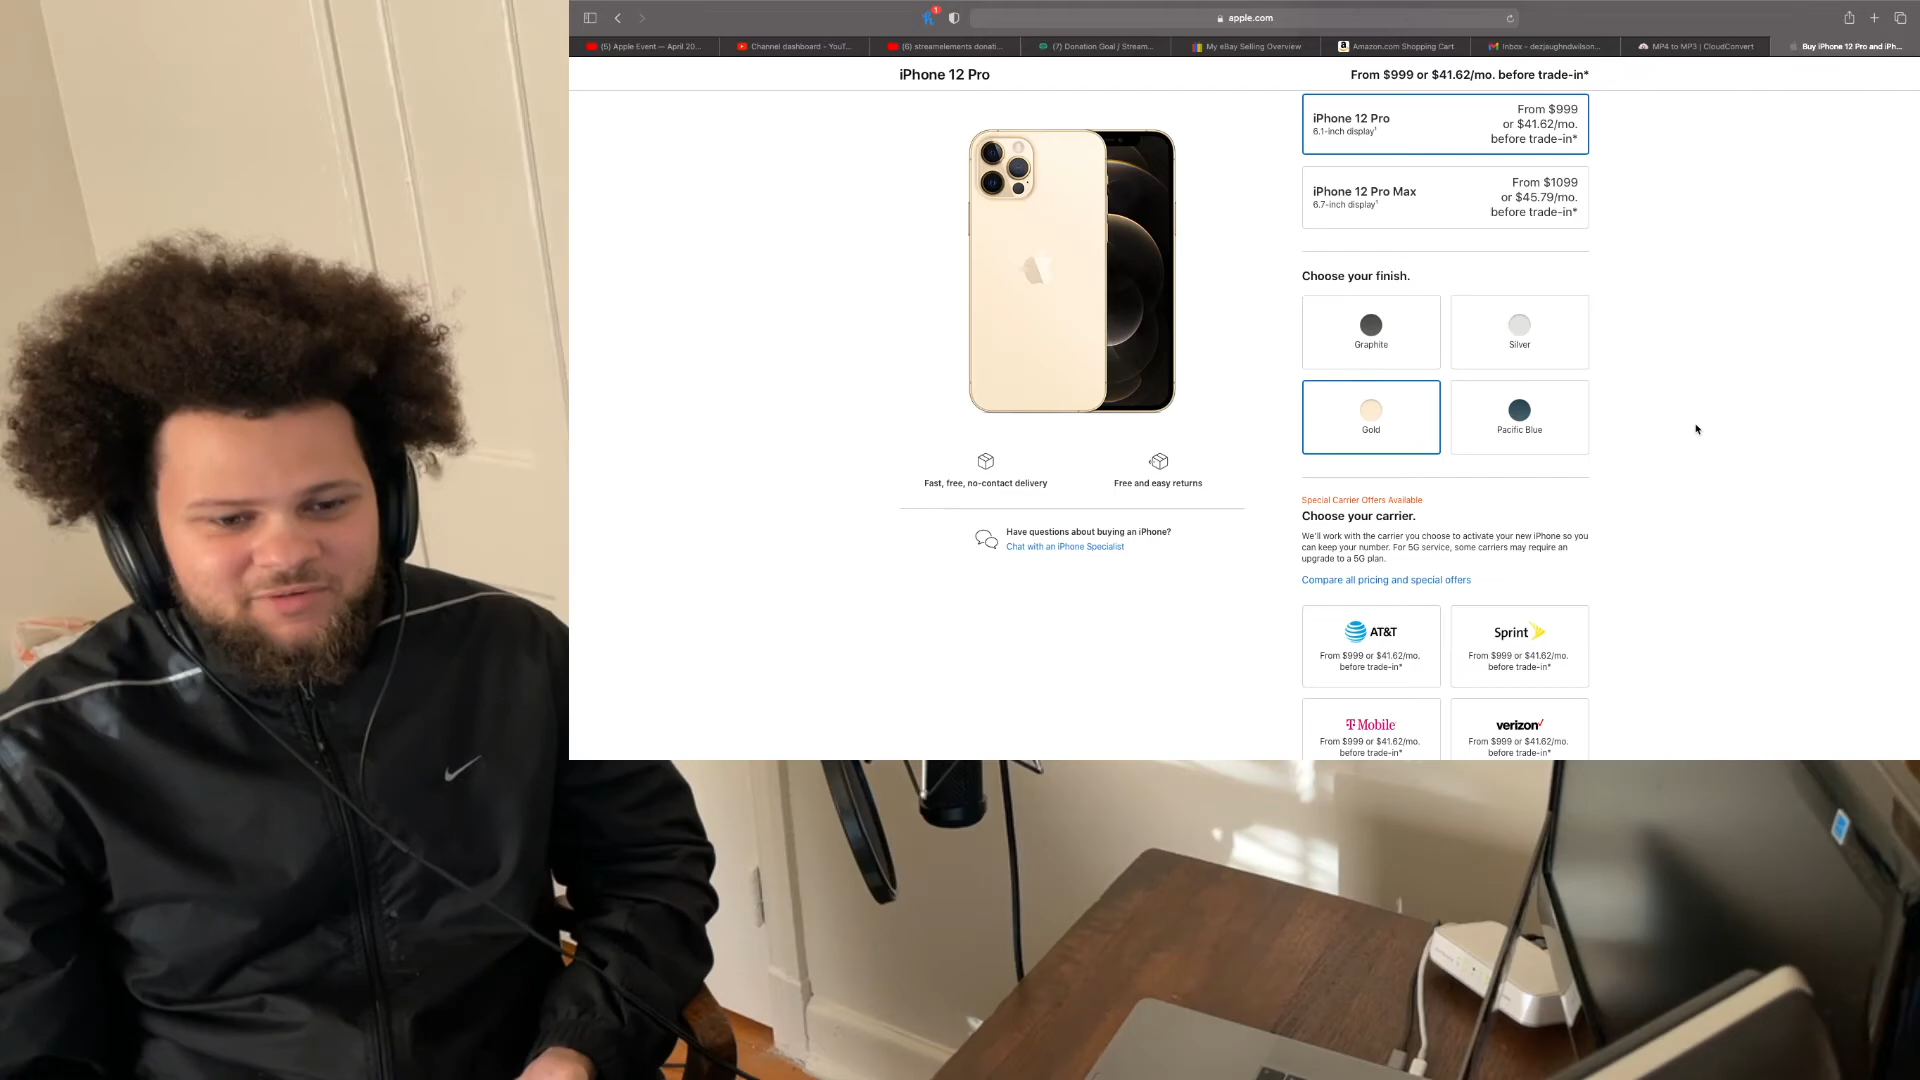 1
apple.com
(5) Apple Event — April 20...
Channel dashboard - YouT...
(6) streamelements donati...
(7) Donation Goal / Stream...
My eBay Selling Overview
Amazon.com Shopping Cart
Inbox - dezjaughndwilson...
MP4 to MP3 | CloudConvert
Buy iPhone 12 Pro and iPh...
iPhone 12 Pro
From $999 or $41.62/mo. before trade-in*
iPhone 12 Pro
6.1-inch display¹
From $999
or $41.62/mo.
before trade-in*
iPhone 12 Pro Max
6.7-inch display¹
From $1099
or $45.79/mo.
before trade-in*
Choose your finish.
Graphite
Silver
Gold
Pacific Blue
Fast, free, no-contact delivery
Free and easy returns
Have questions about buying an iPhone?
Chat with an iPhone Specialist
Special Carrier Offers Available
Choose your carrier.
We'll work with the carrier you choose to activate your new iPhone so you
can keep your number. For 5G service, some carriers may require an
upgrade to a 5G plan.
Compare all pricing and special offers
AT&T
From $999 or $41.62/mo.
before trade-in*
Sprint
From $999 or $41.62/mo.
before trade-in*
T Mobile
From $999 or $41.62/mo.
before trade-in*
verizon✓
From $999 or $41.62/mo.
before trade-in*